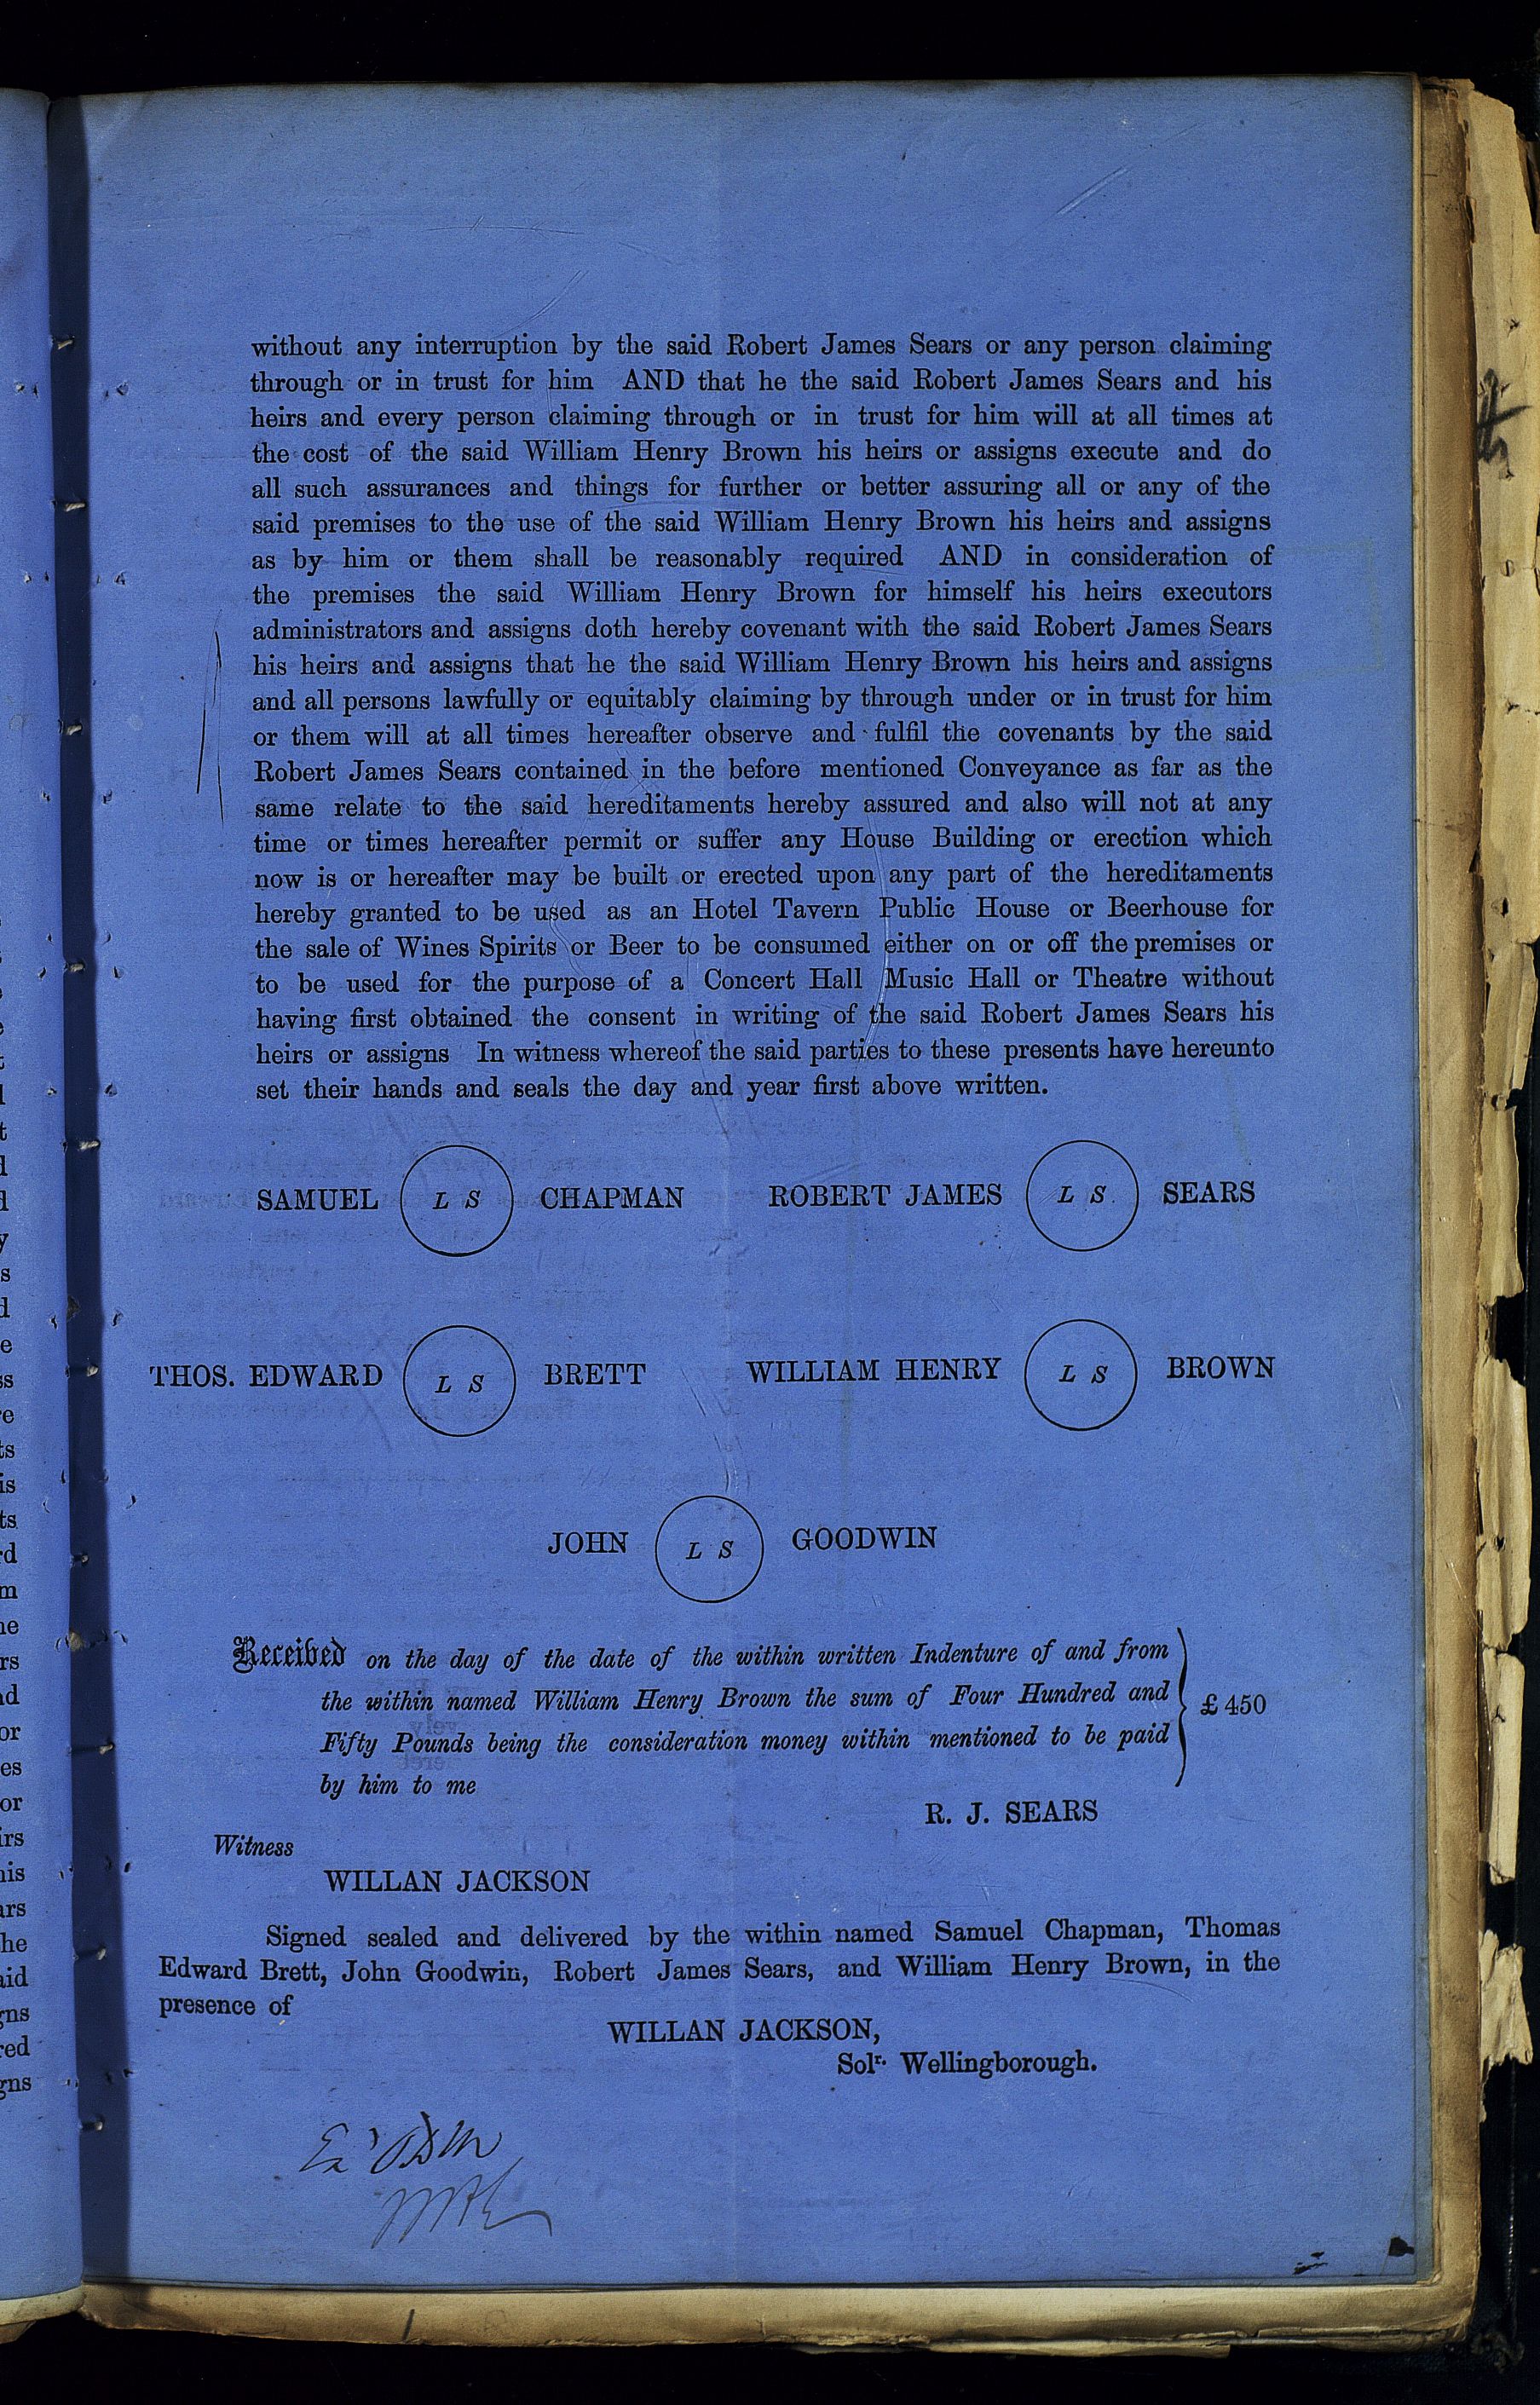 without any interruption by the said Robert James Sears or any person claiming
through or in trust for him AND that he the said Robert James Sears and his
heirs and every person claiming through or in trust for him will at all times at
the cost of the said William Henry Brown his heirs or assigns execute and do
all such assurances and things for further or better assuring all or any of the
said premises to the use of the said William Henry Brown his heirs and assigns
as by him or them shall be reasonably required AND in consideration of
the premises the said William Henry Brown for himself his heirs executors
administrators and assigns doth hereby covenant with the said Robert James Sears
his heirs and assigns that he the said William Henry Brown his heirs and assigns
and all persons lawfully or equitably claiming by through under or in trust for him
or them will at all times hereafter observe and fulfil the covenants by the said
Robert James Sears contained in the before mentioned Conveyance as far as the
same relate to the said hereditaments hereby assured and also will not at any
time or times hereafter permit or suffer any House Building or erection which
now is or hereafter may be built or erected upon any part of the hereditaments
hereby granted to be used as an Hotel Tavern Public House or Beerhouse for
the sale of Wines Spirits or Beer to be consumed either on or off the premises or
to be used for the purpose of a Concert Hall Music Hall or Theatre without
having first obtained the consent in writing of the said Robert James Sears his
heirs or assigns In witness whereof the said parties to these presents have hereunto
set their hands and seals the day and year first above written.
SAMUEL L S CHAPMAN ROBERT JAMES L S. SEARS
THOS. EDWARD L S BRETT WILLIAM HENRY L S BROWN
JOHN L S GOODWIN
Received on the day of the date of the within written Indenture of and from
the within named William Henry Brown the sum of Four Hundred and
£450
Fifty Pounds being the consideration money within mentioned to be paid
by him to me
R. J. SEARS
Witness
WILLAN JACKSON
Signed sealed and delivered by the within named Samuel Chapman, Thomas
Edward Brett, John Goodwin, Robert James Sears, and William Henry Brown, in the
presence of
WILLAN JACKSON,
Solr. Wellingborough.